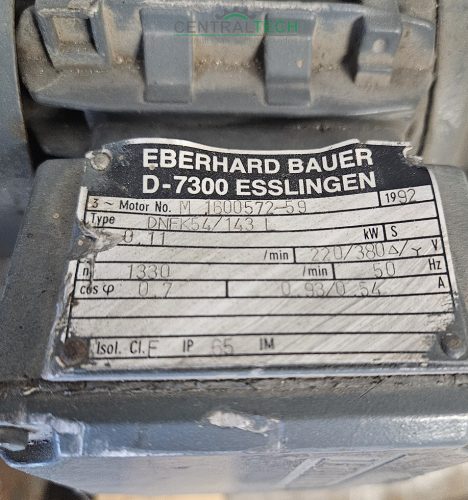 CENTRALTECH
EBERHARD BAUER
D-7300 ESSLINGEN
3~ Motor No. M 1600572-59 1992
Type DNFK54/143 L
0.11 kW S
/min 220/380 Δ/Y V
n 1330 /min 50 Hz
cos φ 0.7 0.93/0.54 A
Isol. Cl. F IP 65 IM